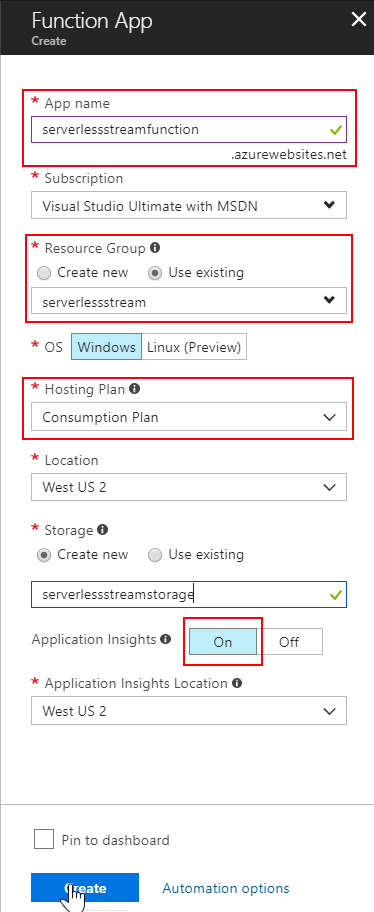 Function App
Create
* App name
serverlessstreamfunction
.azurewebsites.net
* Subscription
Visual Studio Ultimate with MSDN
* Resource Group
Create new Use existing
serverlessstream
* OS Windows Linux (Preview)
* Hosting Plan
Consumption Plan
* Location
West US 2
* Storage
Create new Use existing
serverlessstreamstorage
Application Insights On Off
* Application Insights Location
West US 2
Pin to dashboard
Create Automation options